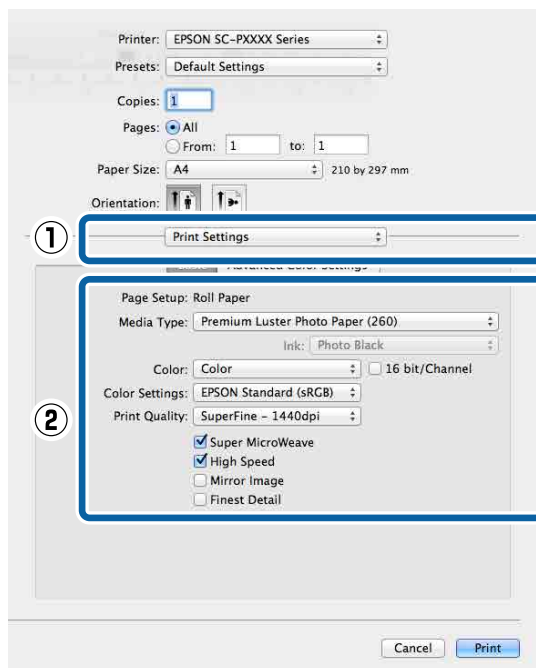 Printer: EPSON SC-PXXXX Series
Presets: Default Settings
Copies: 1
Pages: All
From: 1 to: 1
Paper Size: A4 210 by 297 mm
Orientation:
1 Print Settings
Advanced Color Settings
Page Setup: Roll Paper
Media Type: Premium Luster Photo Paper (260)
Ink: Photo Black
Color: Color 16 bit/Channel
Color Settings: EPSON Standard (sRGB)
2 Print Quality: SuperFine – 1440dpi
Super MicroWeave
High Speed
Mirror Image
Finest Detail
Cancel Print